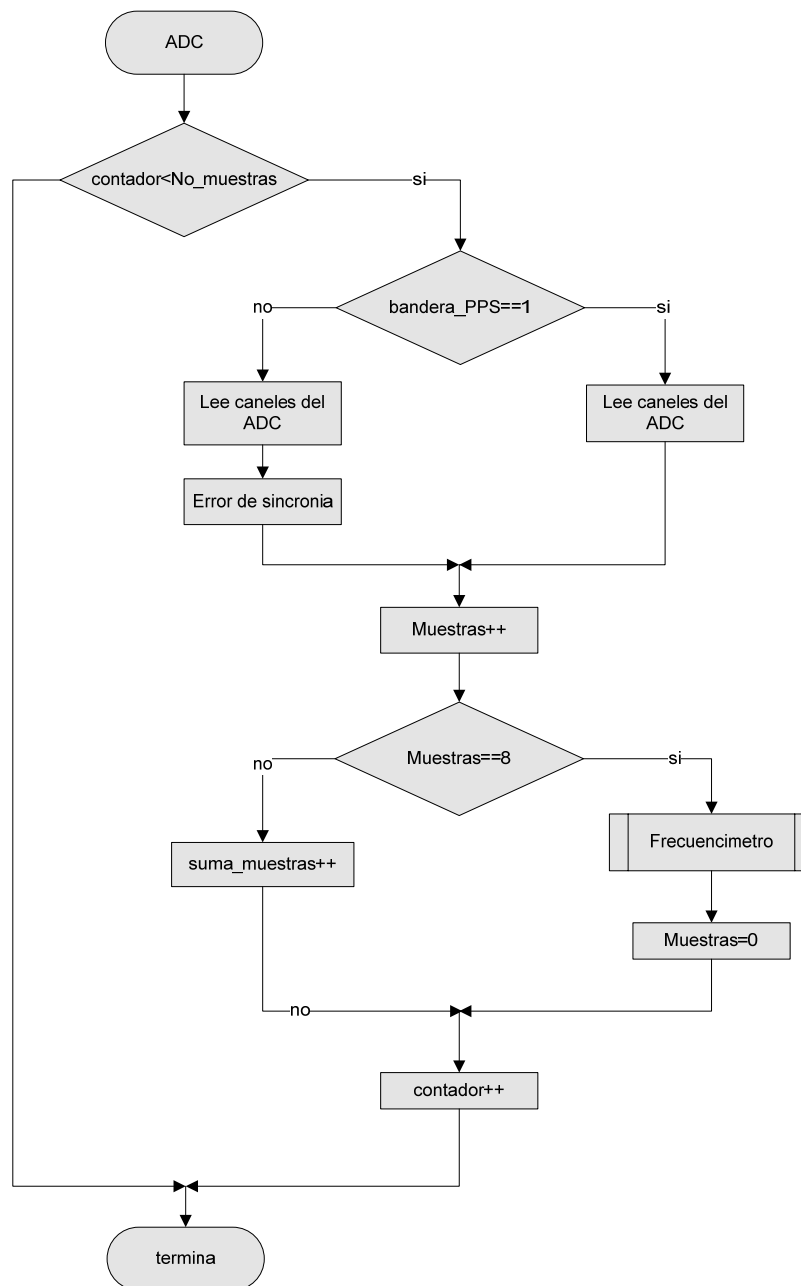 ADC
contador<No_muestras
si
bandera_PPS==1
no
si
Lee caneles del
ADC
Lee caneles del
ADC
Error de sincronia
Muestras++
Muestras==8
no
si
suma_muestras++
Frecuencimetro
Muestras=0
no
contador++
termina